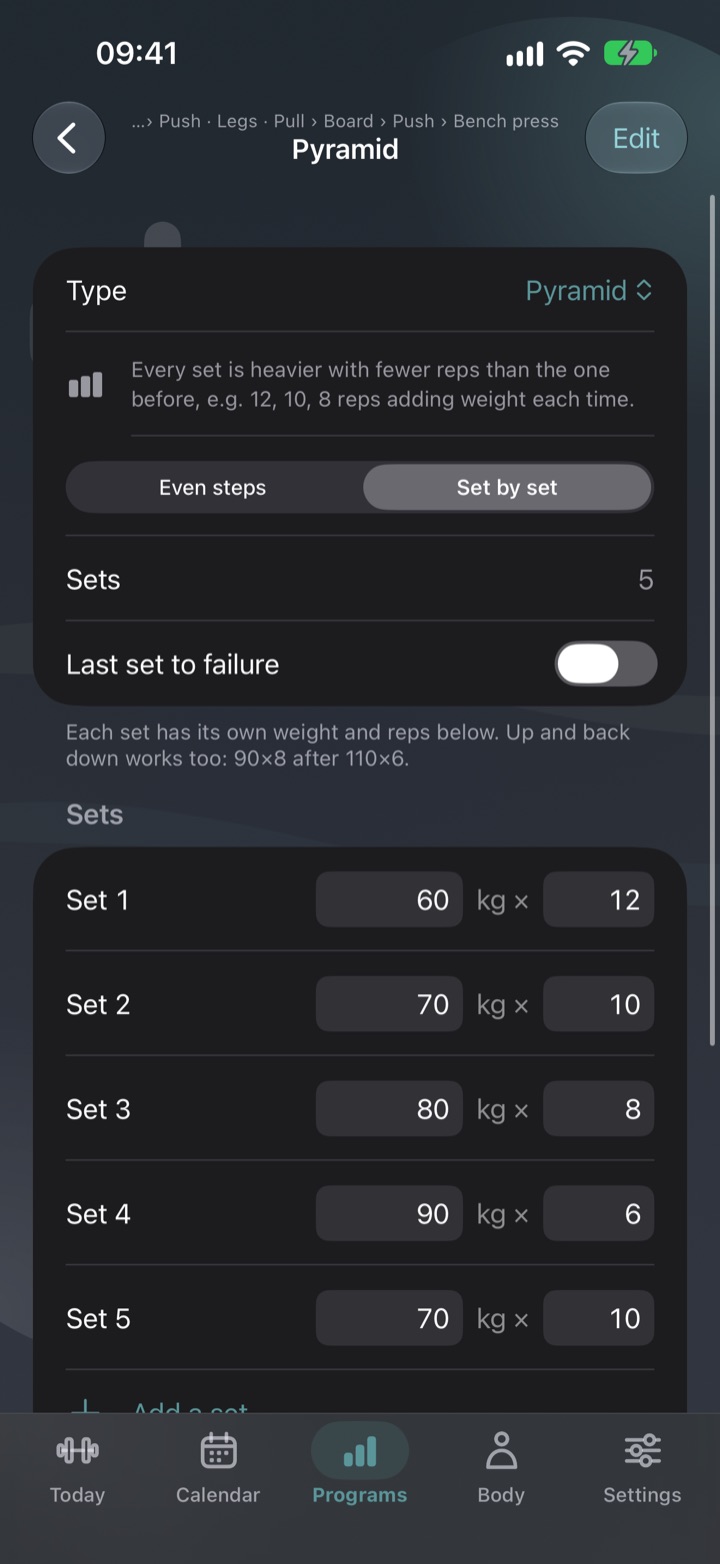 09:41
...› Push · Legs · Pull › Board › Push › Bench press
Pyramid
Edit
Type
Pyramid
Every set is heavier with fewer reps than the one
before, e.g. 12, 10, 8 reps adding weight each time.
Even steps
Set by set
Sets
5
Last set to failure
Each set has its own weight and reps below. Up and back
down works too: 90×8 after 110×6.
Sets
Set 1 60 kg × 12
Set 2 70 kg × 10
Set 3 80 kg × 8
Set 4 90 kg × 6
Set 5 70 kg × 10
Add a set
Today Calendar Programs Body Settings